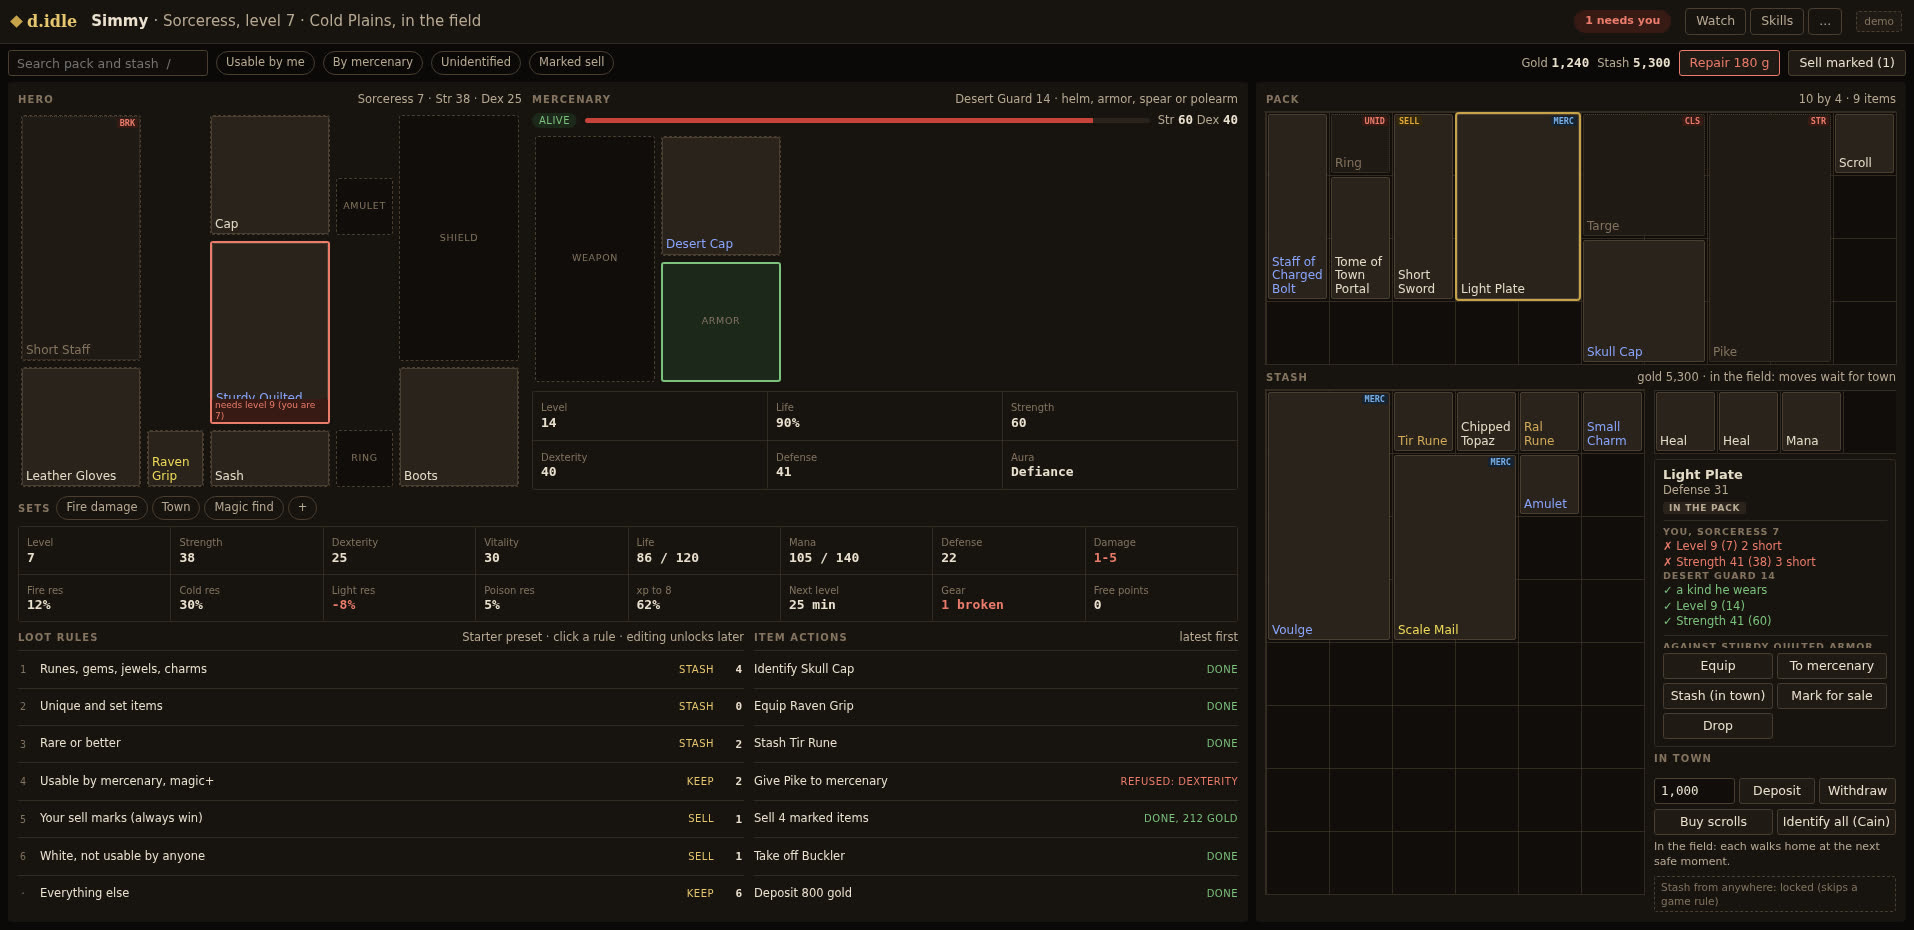 ◆ d.idle Simmy · Sorceress, level 7 · Cold Plains, in the field
1 needs you
Watch
Skills
...
demo
Search pack and stash /
Usable by me
By mercenary
Unidentified
Marked sell
Gold 1,240 Stash 5,300
Repair 180 g
Sell marked (1)
HERO
Sorceress 7 · Str 38 · Dex 25
BRK
Short Staff
Cap
AMULET
SHIELD
Sturdy Quilted
needs level 9 (you are
7)
Leather Gloves
Raven
Grip
Sash
RING
Boots
MERCENARY
Desert Guard 14 · helm, armor, spear or polearm
ALIVE
Str 60 Dex 40
WEAPON
Desert Cap
ARMOR
Level
14
Life
90%
Strength
60
Dexterity
40
Defense
41
Aura
Defiance
SETS
Fire damage
Town
Magic find
+
Level
7
Strength
38
Dexterity
25
Vitality
30
Life
86 / 120
Mana
105 / 140
Defense
22
Damage
1-5
Fire res
12%
Cold res
30%
Light res
-8%
Poison res
5%
xp to 8
62%
Next level
25 min
Gear
1 broken
Free points
0
LOOT RULES
Starter preset · click a rule · editing unlocks later
1 Runes, gems, jewels, charms STASH 4
2 Unique and set items STASH 0
3 Rare or better STASH 2
4 Usable by mercenary, magic+ KEEP 2
5 Your sell marks (always win) SELL 1
6 White, not usable by anyone SELL 1
· Everything else KEEP 6
ITEM ACTIONS
latest first
Identify Skull Cap DONE
Equip Raven Grip DONE
Stash Tir Rune DONE
Give Pike to mercenary REFUSED: DEXTERITY
Sell 4 marked items DONE, 212 GOLD
Take off Buckler DONE
Deposit 800 gold DONE
PACK
10 by 4 · 9 items
Staff of
Charged
Bolt
UNID
Ring
Tome of
Town
Portal
SELL
Short
Sword
MERC
Light Plate
CLS
Targe
Skull Cap
STR
Pike
Scroll
STASH
gold 5,300 · in the field: moves wait for town
MERC
Voulge
Tir Rune
Chipped
Topaz
Ral
Rune
Small
Charm
MERC
Scale Mail
Amulet
Heal
Heal
Mana
Light Plate
Defense 31
IN THE PACK
YOU, SORCERESS 7
✗ Level 9 (7) 2 short
✗ Strength 41 (38) 3 short
DESERT GUARD 14
✓ a kind he wears
✓ Level 9 (14)
✓ Strength 41 (60)
AGAINST STURDY QUILTED ARMOR
Equip
To mercenary
Stash (in town)
Mark for sale
Drop
IN TOWN
1,000
Deposit
Withdraw
Buy scrolls
Identify all (Cain)
In the field: each walks home at the next
safe moment.
Stash from anywhere: locked (skips a
game rule)